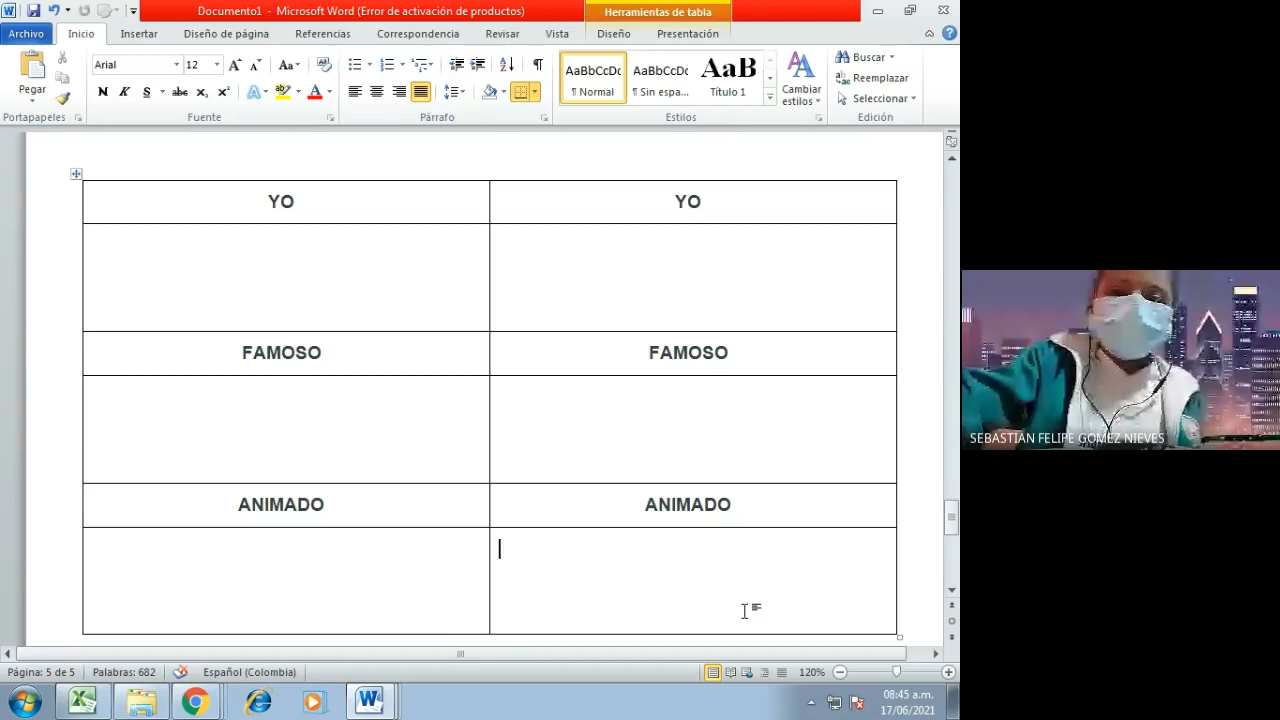 Documento1 - Microsoft Word (Error de activación de productos)
Herramientas de tabla
Archivo Inicio Insertar Diseño de página Referencias Correspondencia Revisar Vista Diseño Presentación
Arial 12
Pegar
N K S abc x₂ x²
AaBbCcDc AaBbCcDc AaB
¶ Normal ¶ Sin espa... Título 1
Cambiar estilos
Buscar
Reemplazar
Seleccionar
Portapapeles Fuente Párrafo Estilos Edición
YO YO
FAMOSO FAMOSO
ANIMADO ANIMADO
SEBASTIAN FELIPE GOMEZ NIEVES
Página: 5 de 5 Palabras: 682 Español (Colombia) 120%
08:45 a.m.
17/06/2021